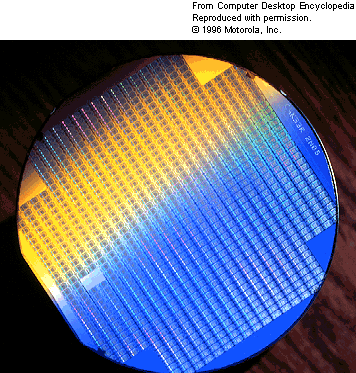 From Computer Desktop Encyclopedia
Reproduced with permission.
© 1996 Motorola, Inc.